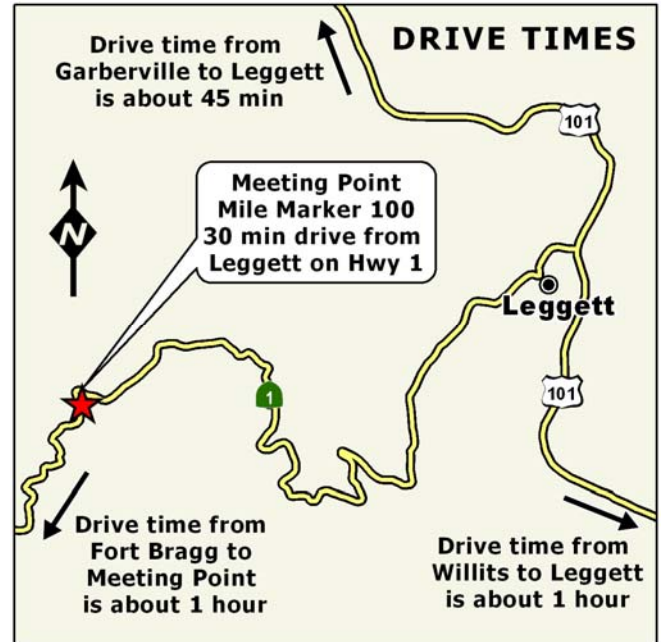 DRIVE TIMES
Drive time from
Garberville to Leggett
is about 45 min
101
Meeting Point
Mile Marker 100
30 min drive from
Leggett on Hwy 1
N
Leggett
101
1
Drive time from
Fort Bragg to
Meeting Point
is about 1 hour
Drive time from
Willits to Leggett
is about 1 hour